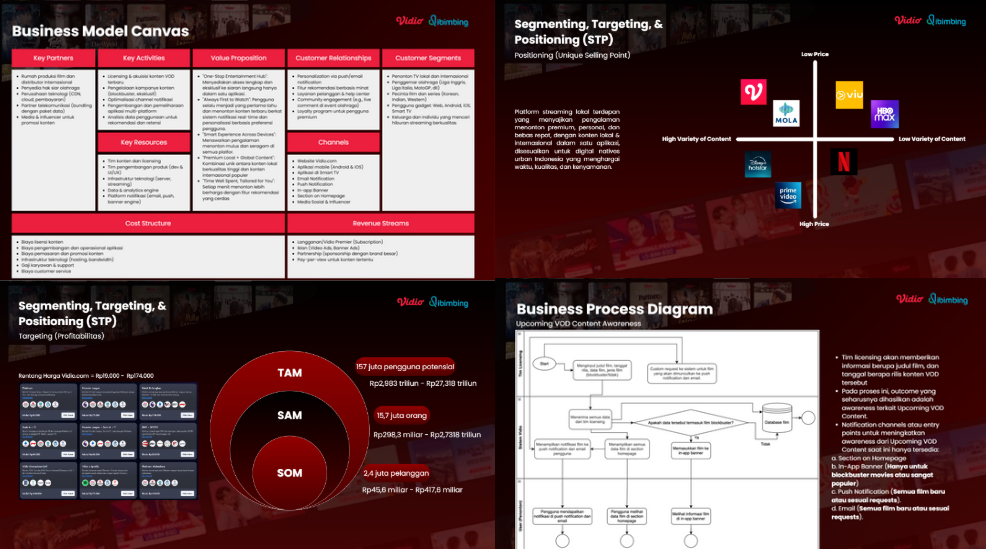 Business Model Canvas
Vidio dibimbing
Key Partners
Rumah produksi film dan distributor internasional
Penyedia hak siar olahraga
Perusahaan teknologi (CDN, cloud pembayaran)
Partner telekomunikasi (bundling dengan paket data)
Media & Influencer untuk promosi konten
Key Activities
Licensing & akuisisi konten VOD terbaru
Pengelolaan kampanye konten (blockbuster, eksklusif)
Optimalisasi channel notifikasi
Pengembangan dan pemeliharaan aplikasi multi-platform
Analisis data penggunaan untuk rekomendasi dan retensi
Key Resources
Tim konten dan licensing
Tim pengembangan produk (dev & UI/UX)
Infrastruktur teknologi (server, streaming)
Data & analytics engine
Platform notifikasi (email, push, banner engine)
Value Proposition
"One-Stop Entertainment Hub": Menyediakan akses lengkap dan eksklusif ke siaran langsung hanya dalam satu aplikasi.
"Always First to Watch": Pengguna selalu menjadi yang pertama tahu dan menonton konten terbaru berkat sistem notifikasi real-time dan personalisasi berbasis preferensi pengguna.
"Smart Experience Across Devices": Menawarkan pengalaman menonton mulus dan seragam di semua platform.
"Premium Local + Global Content": Kombinasi unik antara konten lokal berkualitas tinggi dan konten internasional populer
"Time Well Spent, Tailored for You": Setiap menit menonton lebih berharga dengan fitur rekomendasi yang cerdas
Customer Relationships
Personalization via push/email notification
Fitur rekomendasi berbasis minat
Layanan pelanggan & help center
Community engagement (e.g., live comment di event olahraga)
Loyalty program untuk pengguna premium
Channels
Website Vidio.com
Aplikasi mobile (Android & iOS)
Aplikasi di Smart TV
Email Notification
Push Notification
In-app Banner
Section on Homepage
Media Sosial & Influencer
Customer Segments
Penonton TV lokal dan internasional
Penggemar olahraga (Liga Inggris, Liga Italia, MotoGP, dll)
Pecinta film dan series (Korean, Indian, Western)
Pengguna gadget: Web, Android, iOS, Smart TV
Keluarga dan individu yang mencari hiburan streaming berkualitas
Cost Structure
Biaya lisensi konten
Biaya pengembangan dan operasional aplikasi
Biaya pemasaran dan promosi konten
Infrastruktur teknologi (hosting, bandwidth)
Gaji karyawan & support
Biaya customer service
Revenue Streams
Langganan/Vidio Premier (Subscription)
Iklan (Video Ads, Banner Ads)
Partnership (sponsorship dengan brand besar)
Pay-per view untuk konten tertentu
Segmenting, Targeting, &
Positioning (STP)
Positioning (Unique Selling Point)
Vidio dibimbing
Platform streaming lokal terdepan
yang menyajikan pengalaman
menonton premium, personal, dan
bebas repot, dengan konten lokal &
internasional dalam satu aplikasi,
disesuaikan untuk digital natives
urban Indonesia yang menghargai
waktu, kualitas, dan kenyamanan.
Low Price
High Variety of Content
Low Variety of Content
High Price
V
MOLA
viu
HBO
max
Disney+
hotstar
prime
video
N
Segmenting, Targeting, &
Positioning (STP)
Targeting (Profitabilitas)
Vidio dibimbing
Runtang Harga Vidio.com = Rp19.000 - Rp174.000
TAM
SAM
SOM
157 juta pengguna potensial
Rp2,983 triliun - Rp27,318 triliun
15,7 juta orang
Rp298,3 miliar - Rp2,7318 triliun
2,4 juta pelanggan
Rp45,6 miliar - Rp417,6 miliar
Business Process Diagram
Upcoming VOD Content Awareness
Vidio dibimbing
Tim Licensing
Start
Menginput judul film, tanggal rilis, bala film, jenis film (blockbuster/tidak)
Custom request ke sistem untuk film yang akan dimunculkan ke push notification dan email
Sistem Vidio
Menerima semua data dari tim licensing
Apakah data tersebut termasuk film blockbuster?
Database film
Ya
Tidak
Menampilkan notifikasi film ke push notification dan email pengguna
Menampilkan semua data film di section homepage
Memasukkan film ke in-app banner
User (Penonton)
Pengguna mendapatkan notifikasi di push notification dan email
Pengguna melihat data film di section homepage
Melihat informasi film di in-app banner
Tim licensing akan memberikan
informasi berupa judul film, dan
tanggal berapa rilis konten VOD
tersebut
Pada proses ini, outcome yang
seharusnya dihasilkan adalah
awareness terkait Upcoming VOD
Content.
Notification channels atau entry
points untuk meningkatkan
awareness dari Upcoming VOD
Content saat ini hanya tersedia:
a. Section on Homepage
b. In-App Banner (Hanya untuk
blockbuster movies atau sangat
populer)
c. Push Notification (Semua film baru
atau sesuai requests).
d. Email (Semua film baru atau sesuai
requests).